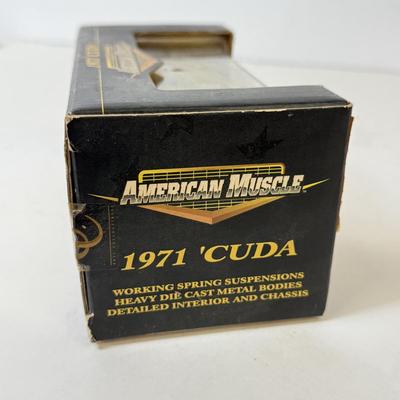 AMERICAN MUSCLE
1971 'CUDA
WORKING SPRING SUSPENSIONS
HEAVY DIE CAST METAL BODIES
DETAILED INTERIOR AND CHASSIS